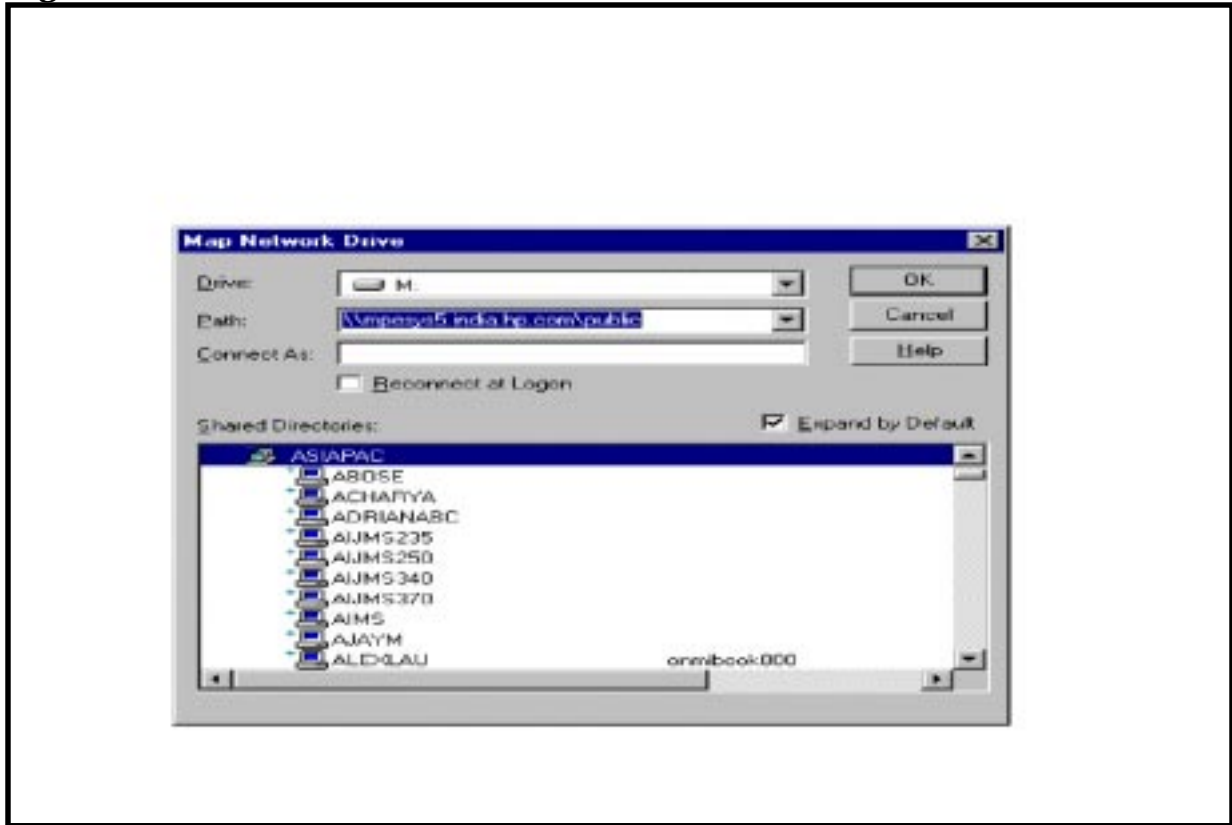 Map Network Drive
Drive: M: OK
Path: \\mpesys5.india.hp.com\public Cancel
Connect As: Help
Reconnect at Logon
Shared Directories: Expand by Default
ASIAPAC
ABOSE
ACHARYA
ADRIANABC
AIJMS235
AIJMS250
AIJMS340
AIJMS370
AIMS
AJAYM
ALEXLAU